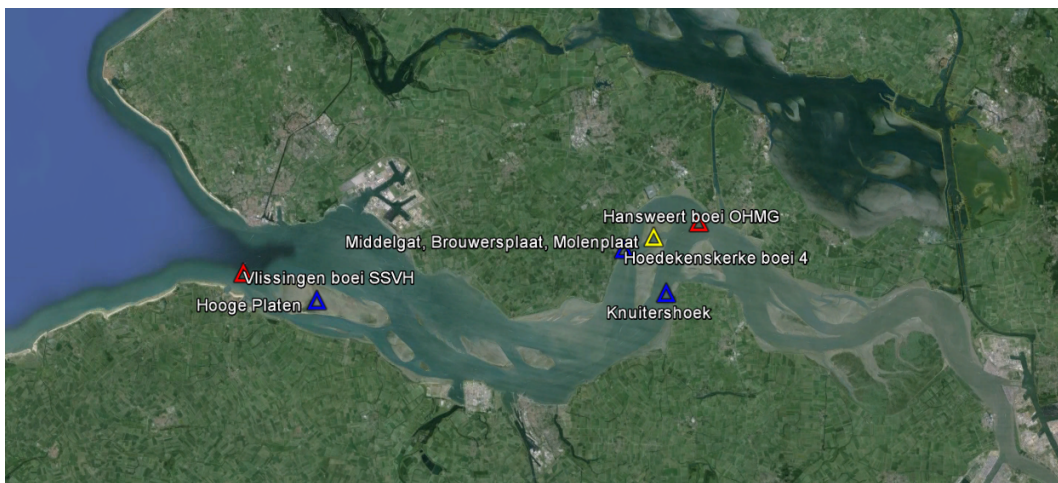 Hansweert boei OHMG
Middelgat, Brouwersplaat, Molenplaat
Hoedekenskerke boei 4
Vlissingen boei SSVH
Hooge Platen
Knuitershoek